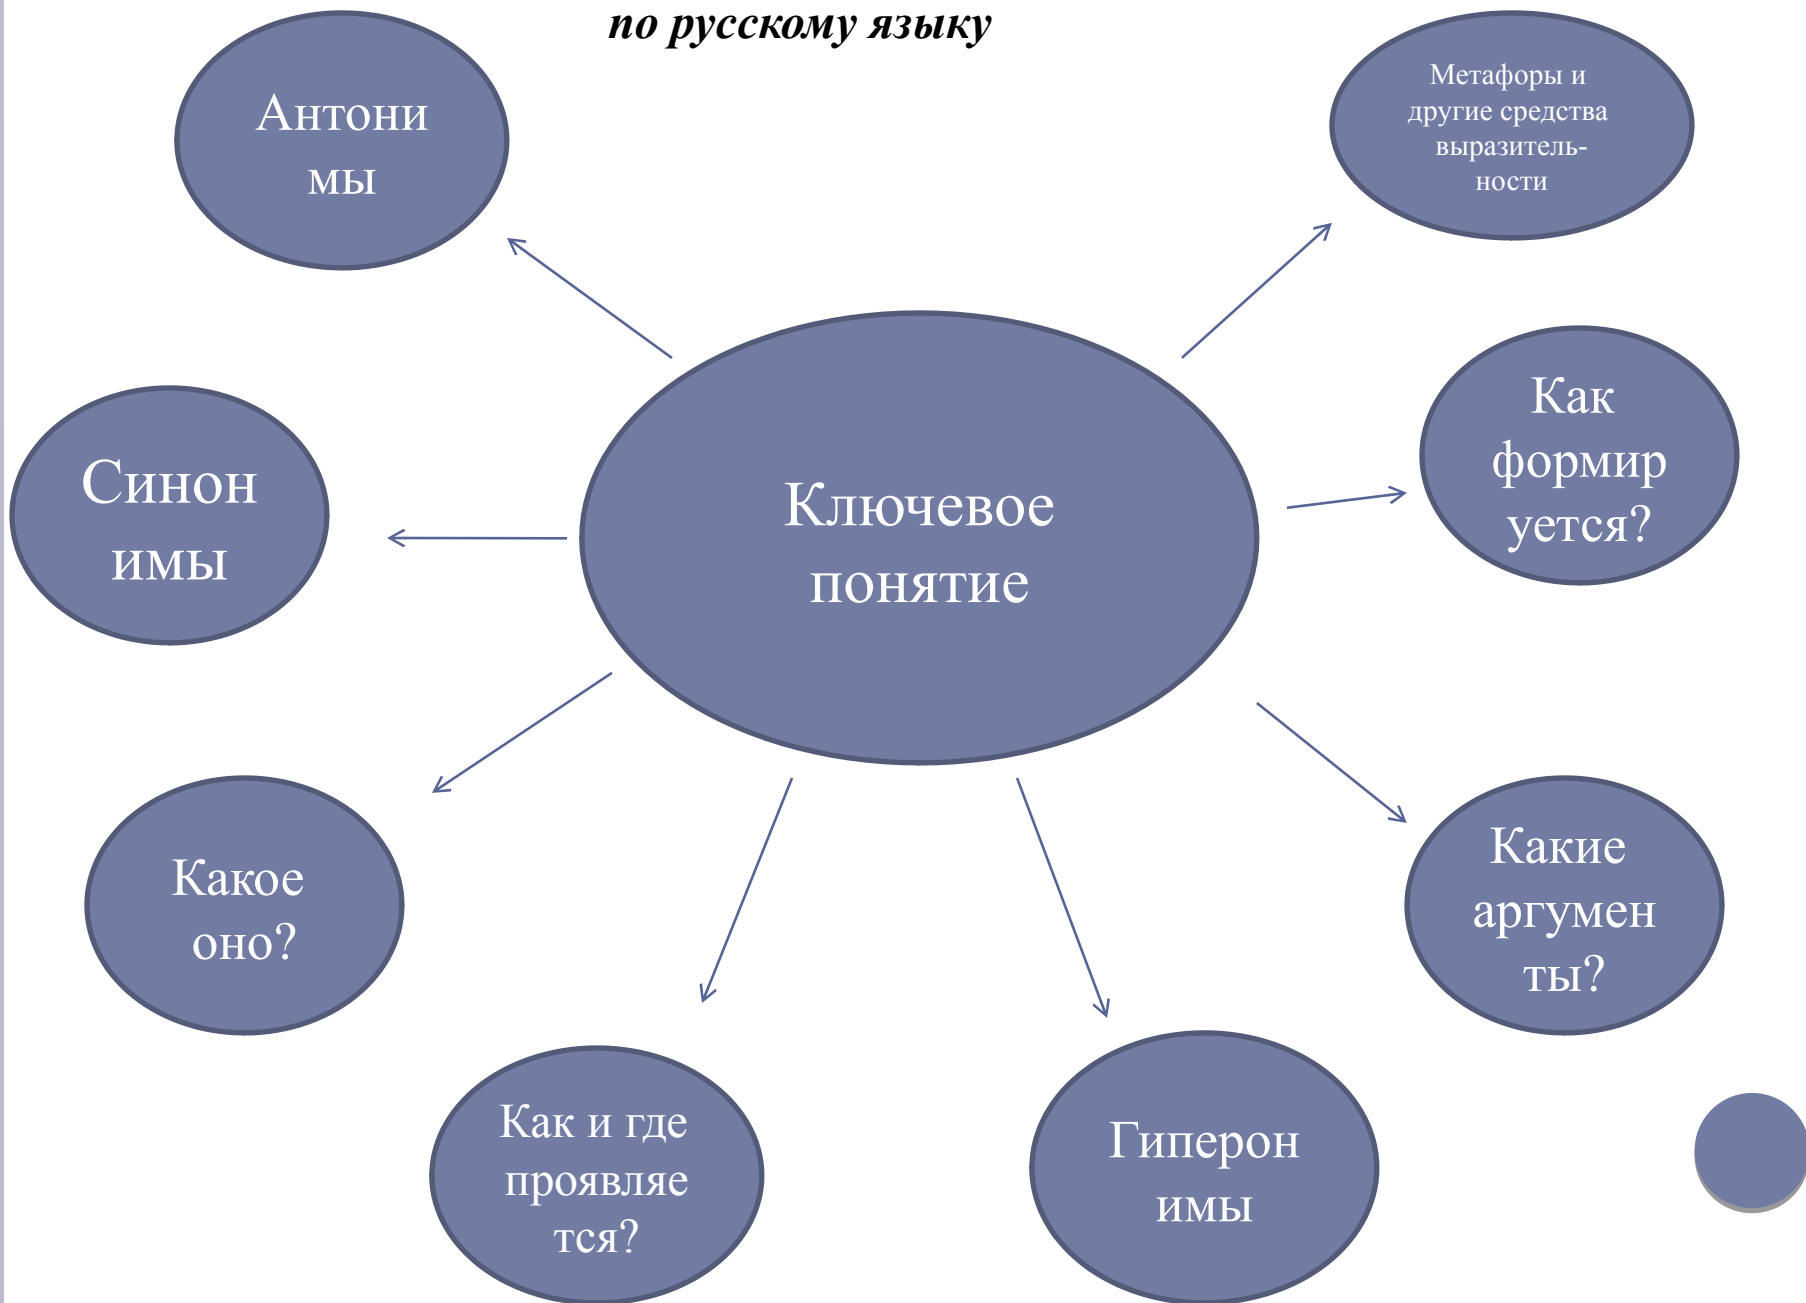 по русскому языку
Антони
мы
Метафоры и
другие средства
выразитель-
ности
Синон
имы
Ключевое
понятие
Как
формир
уется?
Какое
оно?
Какие
аргумен
ты?
Как и где
проявляе
тся?
Гиперон
имы